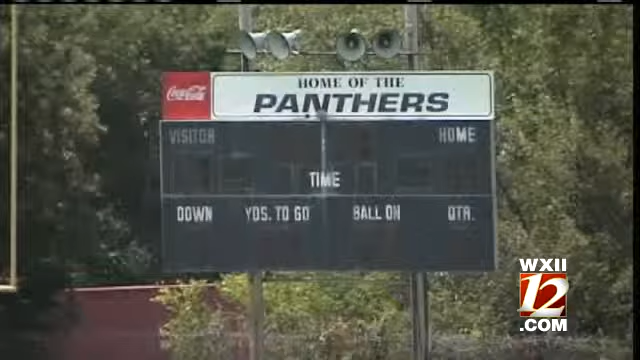 Coca-Cola
HOME OF THE
PANTHERS
VISITOR
HOME
TIME
DOWN YDS. TO GO BALL ON QTR.
WXII
12
.COM